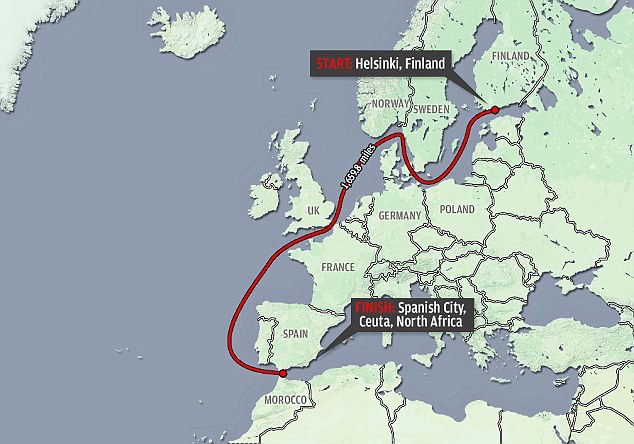 FINLAND
START: Helsinki, Finland
NORWAY
SWEDEN
1,659.8 miles
UK
GERMANY
POLAND
FRANCE
FINISH: Spanish City,
Ceuta, North Africa
SPAIN
MOROCCO